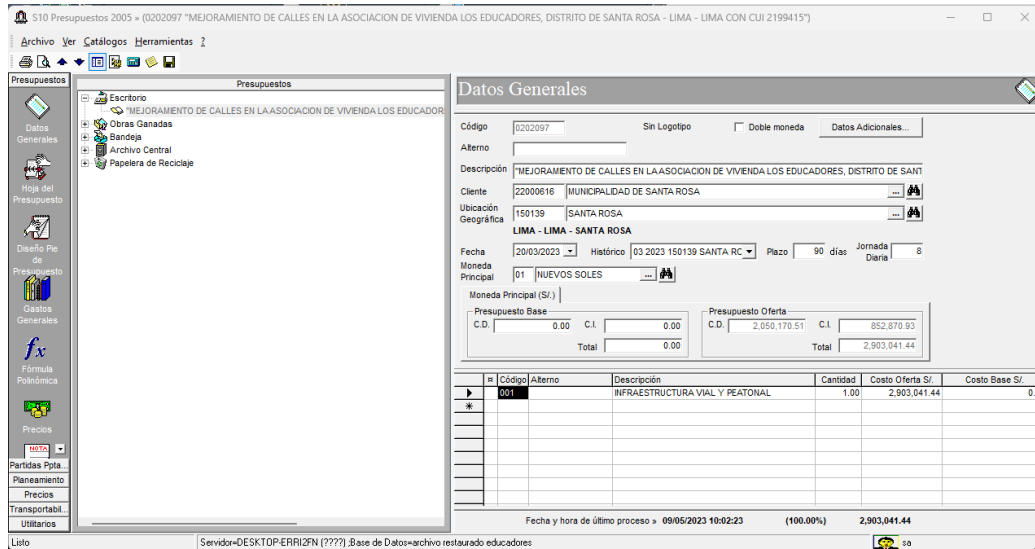 S10 Presupuestos 2005 » (0202097 "MEJORAMIENTO DE CALLES EN LA ASOCIACION DE VIVIENDA LOS EDUCADORES, DISTRITO DE SANTA ROSA - LIMA - LIMA CON CUI 2199415")
Archivo Ver Catálogos Herramientas ?
Presupuestos
Datos Generales
Hoja del Presupuesto
Diseño Pie de Presupuesto
Gastos Generales
fx
Fórmula Polinómica
Precios
NOTA
Partidas Ppta...
Planeamiento
Precios
Transportabil...
Utilitarios
Presupuestos
Escritorio
"MEJORAMIENTO DE CALLES EN LA ASOCIACION DE VIVIENDA LOS EDUCADOR
Obras Ganadas
Bandeja
Archivo Central
Papelera de Reciclaje
Datos Generales
Código 0202097 Sin Logotipo Doble moneda Datos Adicionales...
Alterno
Descripción "MEJORAMIENTO DE CALLES EN LA ASOCIACION DE VIVIENDA LOS EDUCADORES, DISTRITO DE SANT
Cliente 22000616 MUNICIPALIDAD DE SANTA ROSA ...
Ubicación Geográfica 150139 SANTA ROSA ...
LIMA - LIMA - SANTA ROSA
Fecha 20/03/2023 Histórico 03 2023 150139 SANTA RC Plazo 90 días Jornada Diaria 8
Moneda Principal 01 NUEVOS SOLES ...
Moneda Principal (S/.)
Presupuesto Base
C.D. 0.00 C.I. 0.00
Total 0.00
Presupuesto Oferta
C.D. 2,050,170.51 C.I. 852,870.93
Total 2,903,041.44
¤ Código Alterno Descripción Cantidad Costo Oferta S/. Costo Base S/.
001 INFRAESTRUCTURA VIAL Y PEATONAL 1.00 2,903,041.44 0.
Fecha y hora de último proceso » 09/05/2023 10:02:23 (100.00%) 2,903,041.44
Listo Servidor=DESKTOP-ERRI2FN (????) ;Base de Datos=archivo restaurado educadores sa